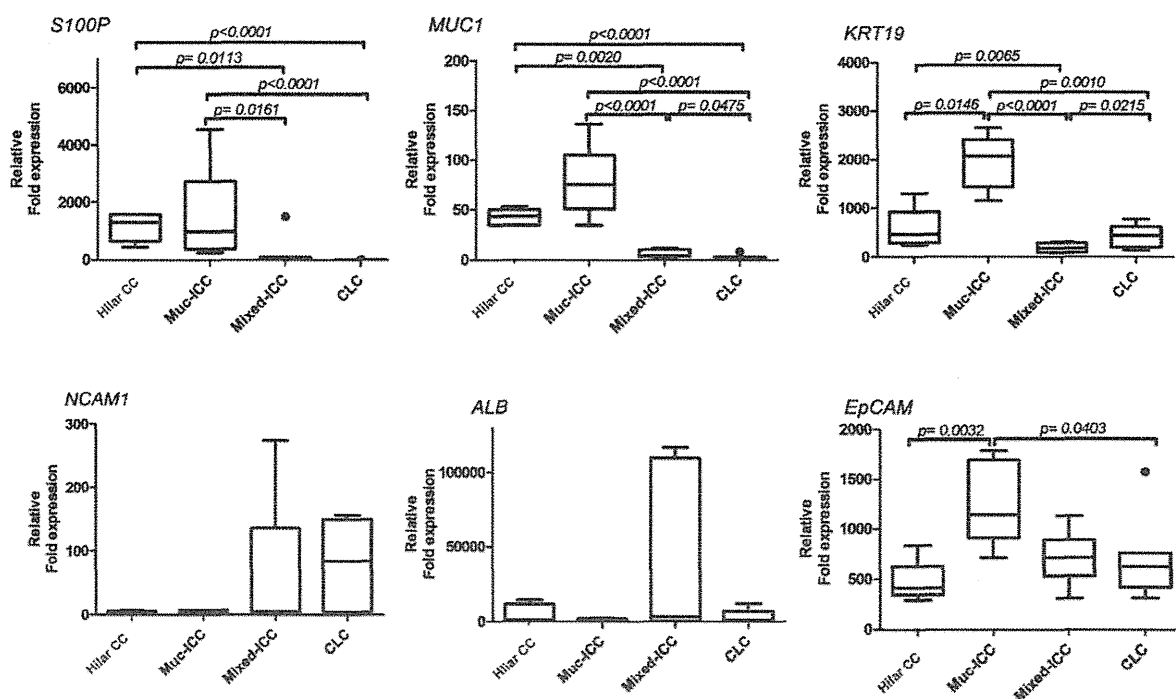 S100P
p<0.0001
p= 0.0113
p<0.0001
p= 0.0161
Relative
Fold expression
6000
4000
2000
0
Hilar CC
Muc-ICC
Mixed-ICC
CLC
MUC1
p<0.0001
p= 0.0020
p<0.0001
p<0.0001
p= 0.0475
Relative
Fold expression
200
150
100
50
0
Hilar CC
Muc-ICC
Mixed-ICC
CLC
KRT19
p= 0.0065
p= 0.0010
p= 0.0146
p<0.0001
p= 0.0215
Relative
Fold expression
4000
3000
2000
1000
0
Hilar CC
Muc-ICC
Mixed-ICC
CLC
NCAM1
Relative
Fold expression
300
200
100
0
Hilar CC
Muc-ICC
Mixed-ICC
CLC
ALB
Relative
Fold expression
100000
50000
0
Hilar CC
Muc-ICC
Mixed-ICC
CLC
EpCAM
p= 0.0032
p= 0.0403
Relative
Fold expression
2000
1500
1000
500
0
Hilar CC
Muc-ICC
Mixed-ICC
CLC